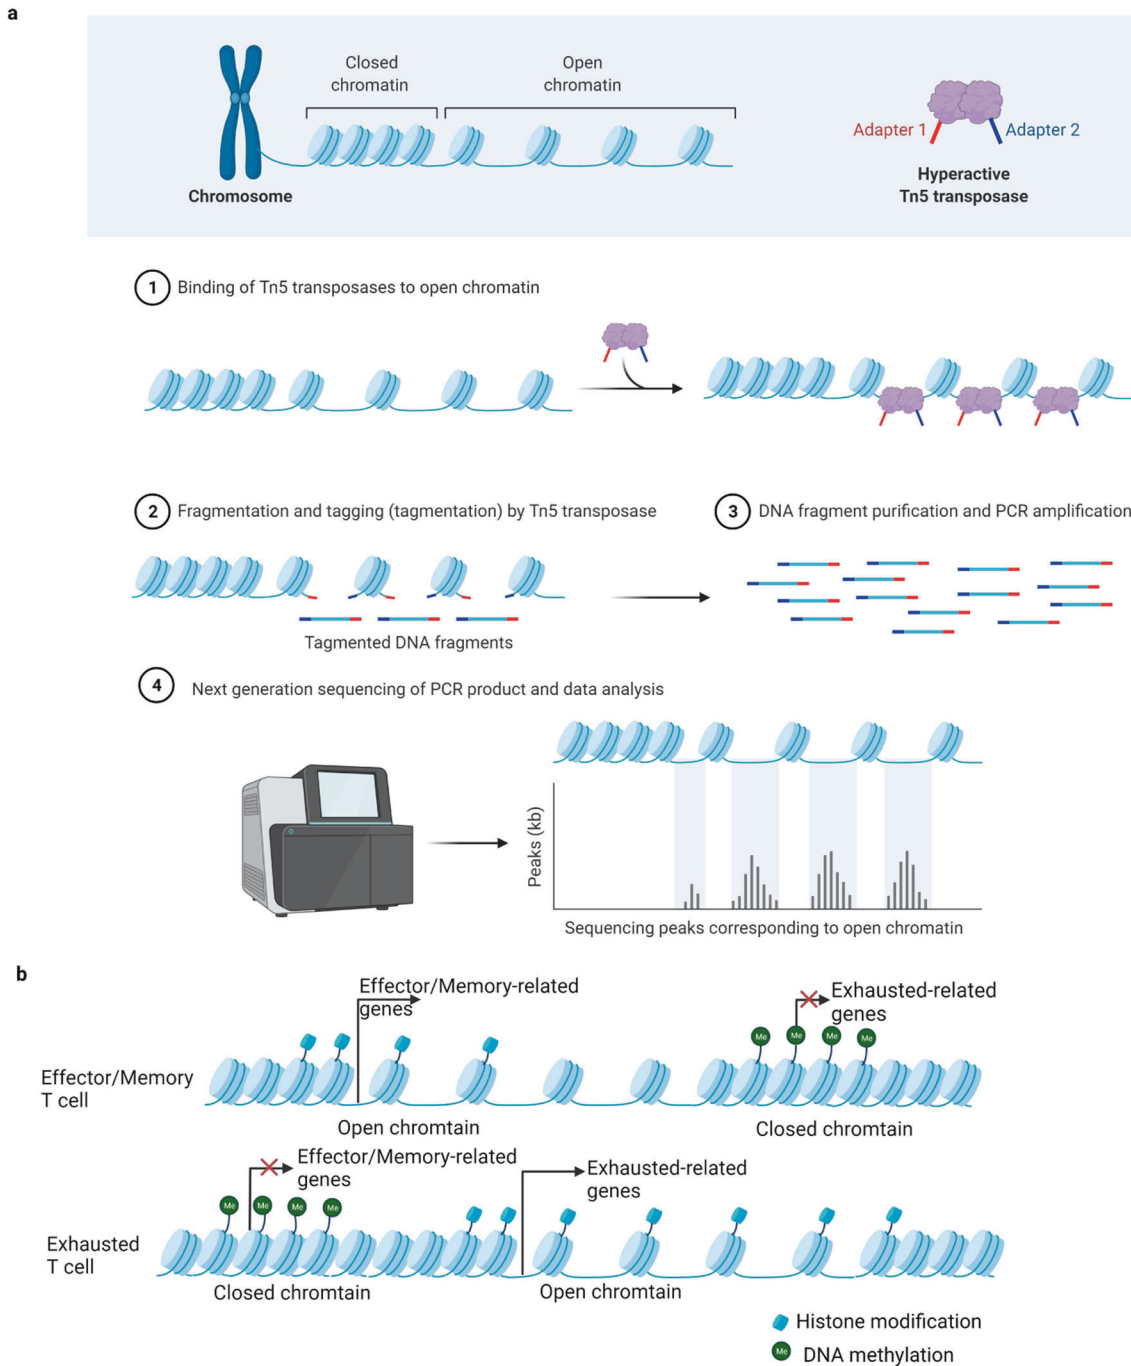 a
Closed
chromatin
Open
chromatin
Adapter 1
Adapter 2
Chromosome
Hyperactive
Tn5 transposase
1 Binding of Tn5 transposases to open chromatin
2 Fragmentation and tagging (tagmentation) by Tn5 transposase
3 DNA fragment purification and PCR amplification
Tagmented DNA fragments
4 Next generation sequencing of PCR product and data analysis
Peaks (kb)
Sequencing peaks corresponding to open chromatin
b
Effector/Memory-related
genes
Exhausted-related
genes
Me Me Me Me
Effector/Memory
T cell
Open chromtain
Closed chromtain
Effector/Memory-related
genes
Exhausted-related
genes
Me Me Me Me
Exhausted
T cell
Closed chromtain
Open chromtain
Histone modification
Me DNA methylation